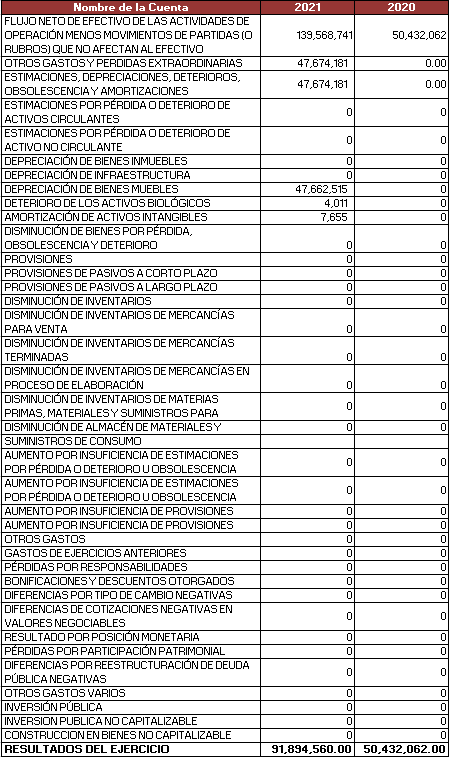 Nombre de la Cuenta 2021 2020
FLUJO NETO DE EFECTIVO DE LAS ACTIVIDADES DE
OPERACIÓN MENOS MOVIMIENTOS DE PARTIDAS (O 139,568,741 50,432,062
RUBROS) QUE NO AFECTAN AL EFECTIVO
OTROS GASTOS Y PERDIDAS EXTRAORDINARIAS 47,674,181 0.00
ESTIMACIONES, DEPRECIACIONES, DETERIOROS, 47,674,181 0.00
OBSOLESCENCIA Y AMORTIZACIONES
ESTIMACIONES POR PÉRDIDA O DETERIORO DE 0 0
ACTIVOS CIRCULANTES
ESTIMACIONES POR PÉRDIDA O DETERIORO DE 0 0
ACTIVO NO CIRCULANTE
DEPRECIACIÓN DE BIENES INMUEBLES 0 0
DEPRECIACIÓN DE INFRAESTRUCTURA 0 0
DEPRECIACIÓN DE BIENES MUEBLES 47,662,515 0
DETERIORO DE LOS ACTIVOS BIOLÓGICOS 4,011 0
AMORTIZACIÓN DE ACTIVOS INTANGIBLES 7,655 0
DISMINUCIÓN DE BIENES POR PÉRDIDA,
OBSOLESCENCIA Y DETERIORO 0 0
PROVISIONES 0 0
PROVISIONES DE PASIVOS A CORTO PLAZO 0 0
PROVISIONES DE PASIVOS A LARGO PLAZO 0 0
DISMINUCIÓN DE INVENTARIOS 0 0
DISMINUCIÓN DE INVENTARIOS DE MERCANCÍAS
PARA VENTA 0 0
DISMINUCIÓN DE INVENTARIOS DE MERCANCÍAS
TERMINADAS 0 0
DISMINUCIÓN DE INVENTARIOS DE MERCANCÍAS EN
PROCESO DE ELABORACIÓN 0 0
DISMINUCIÓN DE INVENTARIOS DE MATERIAS
PRIMAS, MATERIALES Y SUMINISTROS PARA 0 0
DISMINUCIÓN DE ALMACÉN DE MATERIALES Y 0 0
SUMINISTROS DE CONSUMO
AUMENTO POR INSUFICIENCIA DE ESTIMACIONES 0 0
POR PÉRDIDA O DETERIORO U OBSOLESCENCIA
AUMENTO POR INSUFICIENCIA DE ESTIMACIONES 0 0
POR PÉRDIDA O DETERIORO U OBSOLESCENCIA
AUMENTO POR INSUFICIENCIA DE PROVISIONES 0 0
AUMENTO POR INSUFICIENCIA DE PROVISIONES 0 0
OTROS GASTOS 0 0
GASTOS DE EJERCICIOS ANTERIORES 0 0
PÉRDIDAS POR RESPONSABILIDADES 0 0
BONIFICACIONES Y DESCUENTOS OTORGADOS 0 0
DIFERENCIAS POR TIPO DE CAMBIO NEGATIVAS 0 0
DIFERENCIAS DE COTIZACIONES NEGATIVAS EN 0 0
VALORES NEGOCIABLES
RESULTADO POR POSICIÓN MONETARIA 0 0
PÉRDIDAS POR PARTICIPACIÓN PATRIMONIAL 0 0
DIFERENCIAS POR REESTRUCTURACIÓN DE DEUDA 0 0
PÚBLICA NEGATIVAS
OTROS GASTOS VARIOS 0 0
INVERSIÓN PÚBLICA 0 0
INVERSION PUBLICA NO CAPITALIZABLE 0 0
CONSTRUCCION EN BIENES NO CAPITALIZABLE 0 0
RESULTADOS DEL EJERCICIO 91,894,560.00 50,432,062.00